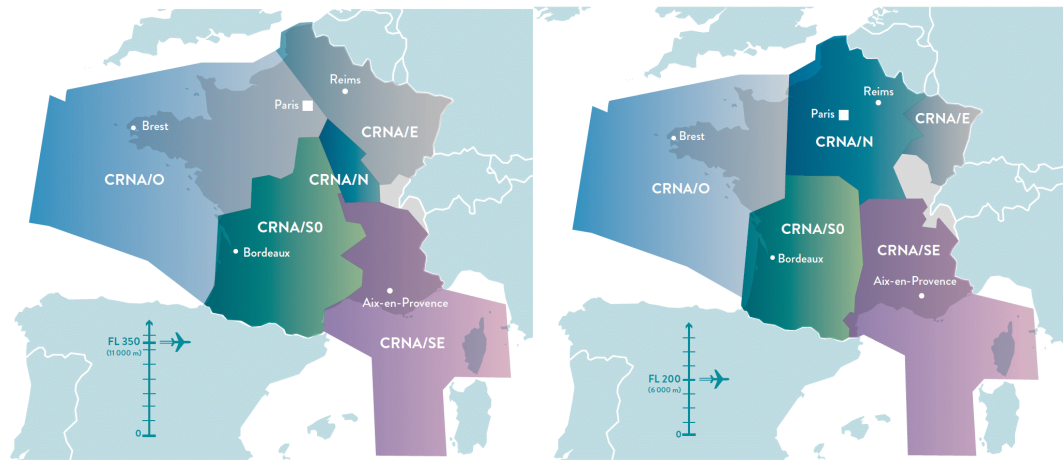 Reims
Paris
CRNA/E
Brest
CRNA/O
CRNA/N
CRNA/S0
Bordeaux
Aix-en-Provence
CRNA/SE
FL 350
(11 000 m)
0
Reims
Paris
CRNA/E
Brest
CRNA/N
CRNA/O
CRNA/S0
CRNA/SE
Bordeaux
Aix-en-Provence
FL 200
(6 000 m)
0